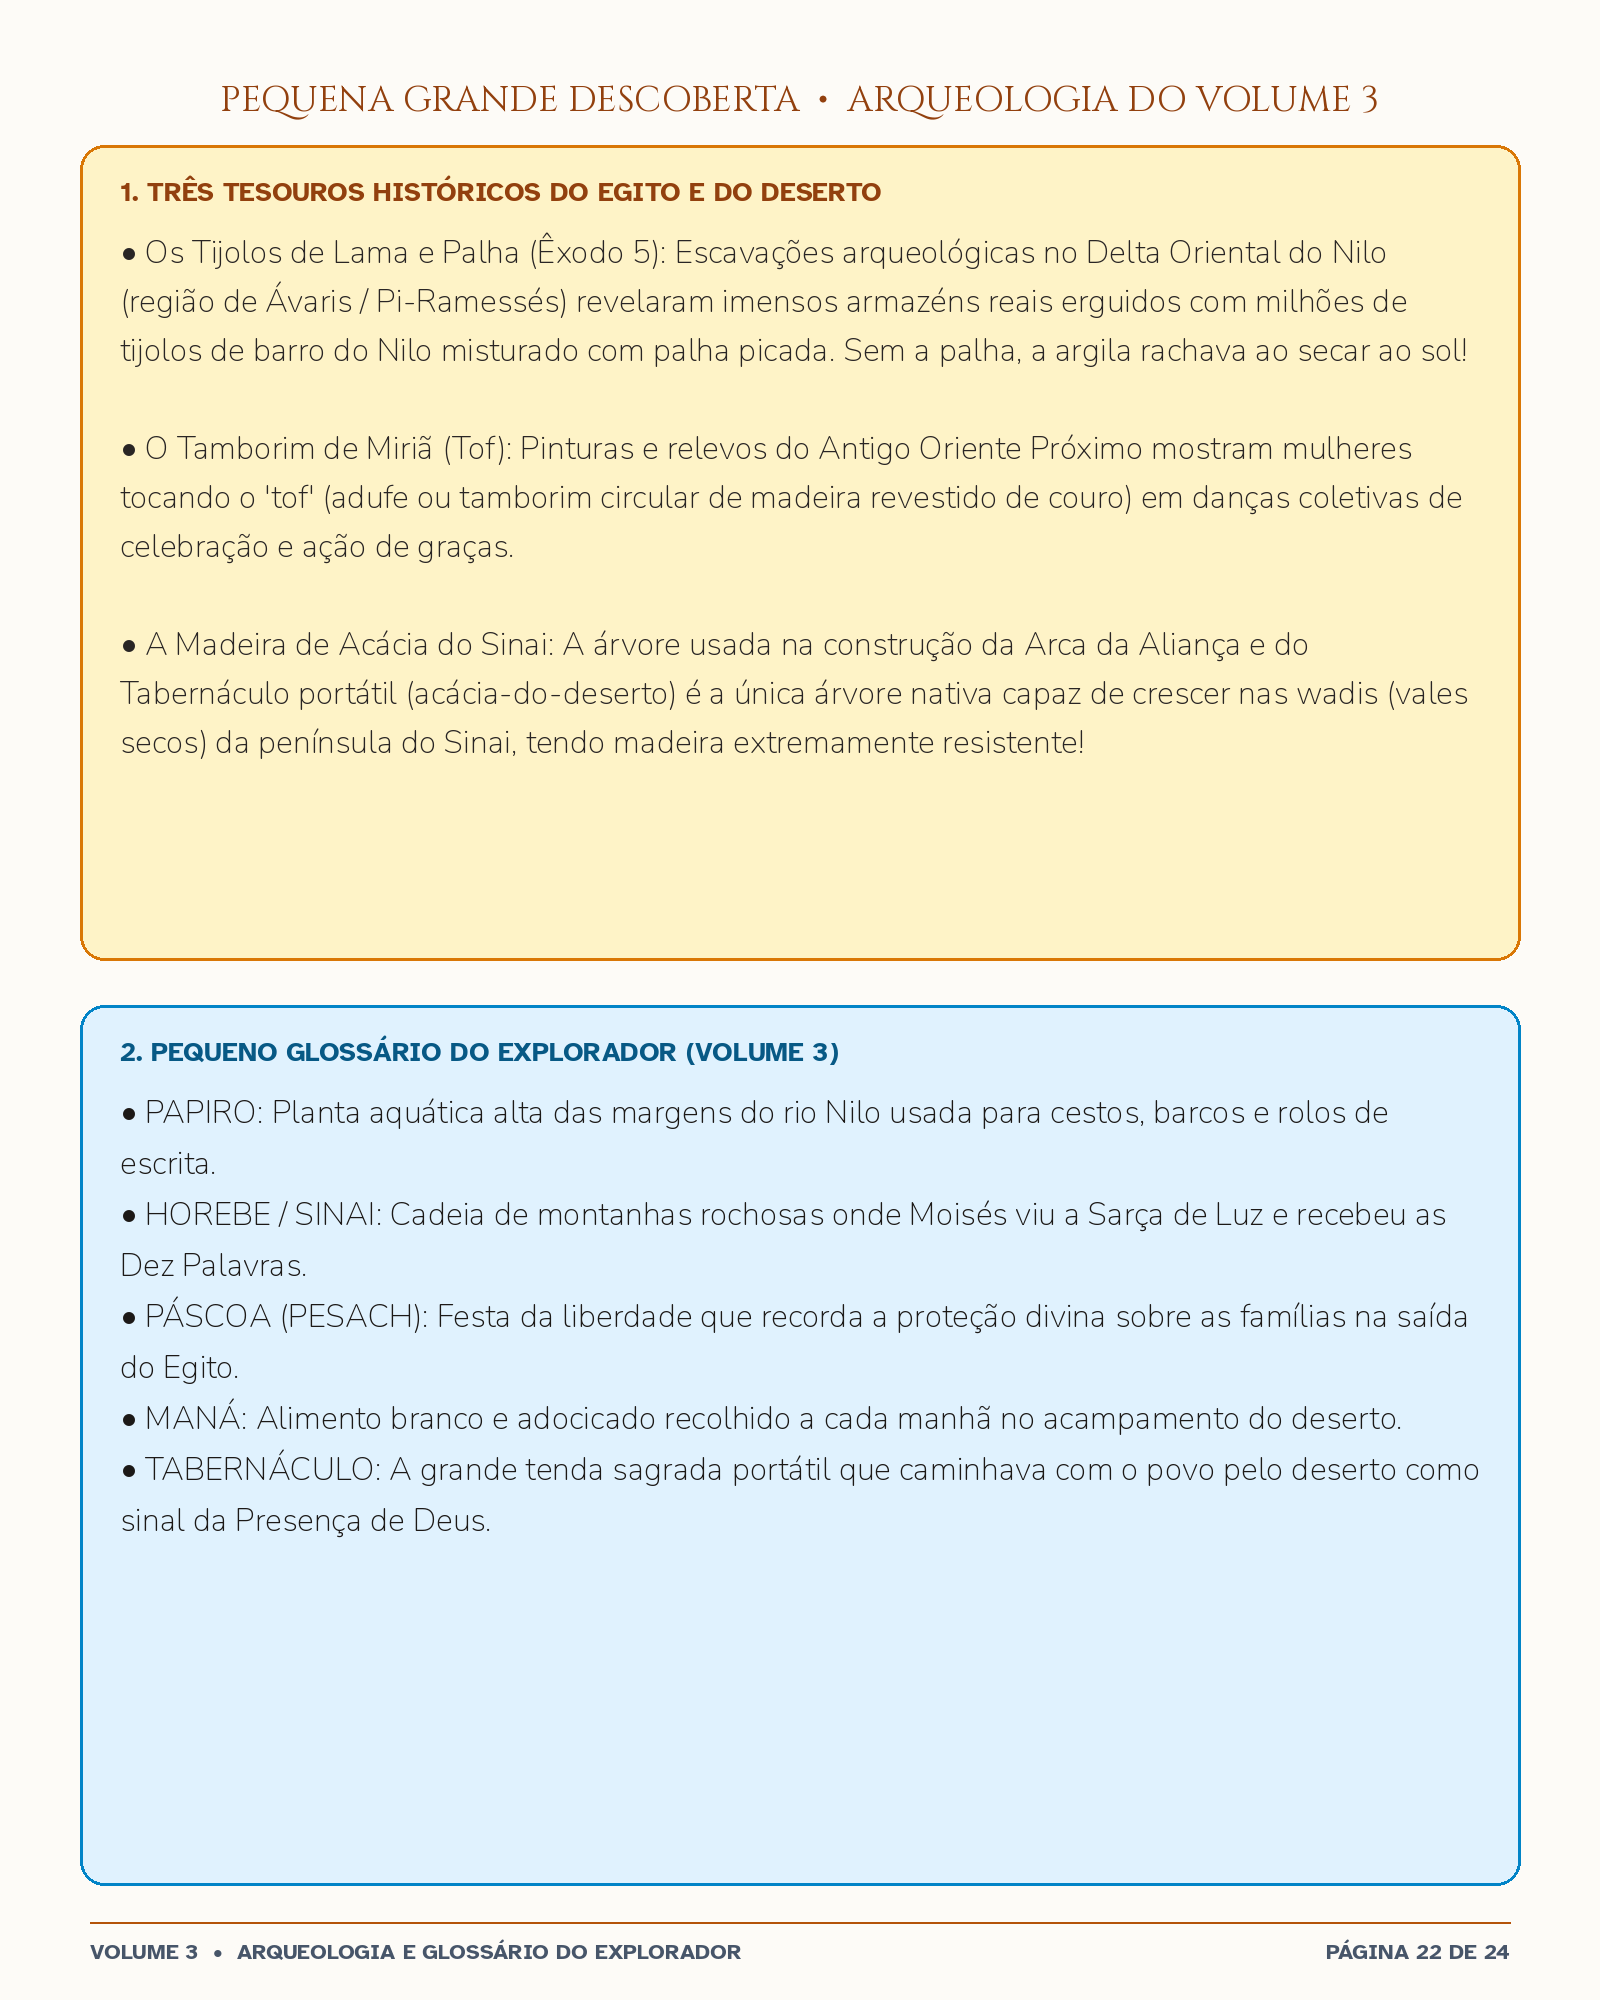 PEQUENA GRANDE DESCOBERTA • ARQUEOLOGIA DO VOLUME 3
1. TRÊS TESOUROS HISTÓRICOS DO EGITO E DO DESERTO
• Os Tijolos de Lama e Palha (Êxodo 5): Escavações arqueológicas no Delta Oriental do Nilo
(região de Ávaris / Pi-Ramessés) revelaram imensos armazéns reais erguidos com milhões de
tijolos de barro do Nilo misturado com palha picada. Sem a palha, a argila rachava ao secar ao sol!
• O Tamborim de Miriã (Tof): Pinturas e relevos do Antigo Oriente Próximo mostram mulheres
tocando o 'tof' (adufe ou tamborim circular de madeira revestido de couro) em danças coletivas de
celebração e ação de graças.
• A Madeira de Acácia do Sinai: A árvore usada na construção da Arca da Aliança e do
Tabernáculo portátil (acácia-do-deserto) é a única árvore nativa capaz de crescer nas wadis (vales
secos) da península do Sinai, tendo madeira extremamente resistente!
2. PEQUENO GLOSSÁRIO DO EXPLORADOR (VOLUME 3)
• PAPIRO: Planta aquática alta das margens do rio Nilo usada para cestos, barcos e rolos de
escrita.
• HOREBE / SINAI: Cadeia de montanhas rochosas onde Moisés viu a Sarça de Luz e recebeu as
Dez Palavras.
• PÁSCOA (PESACH): Festa da liberdade que recorda a proteção divina sobre as famílias na saída
do Egito.
• MANÁ: Alimento branco e adocicado recolhido a cada manhã no acampamento do deserto.
• TABERNÁCULO: A grande tenda sagrada portátil que caminhava com o povo pelo deserto como
sinal da Presença de Deus.
VOLUME 3 • ARQUEOLOGIA E GLOSSÁRIO DO EXPLORADOR
PÁGINA 22 DE 24